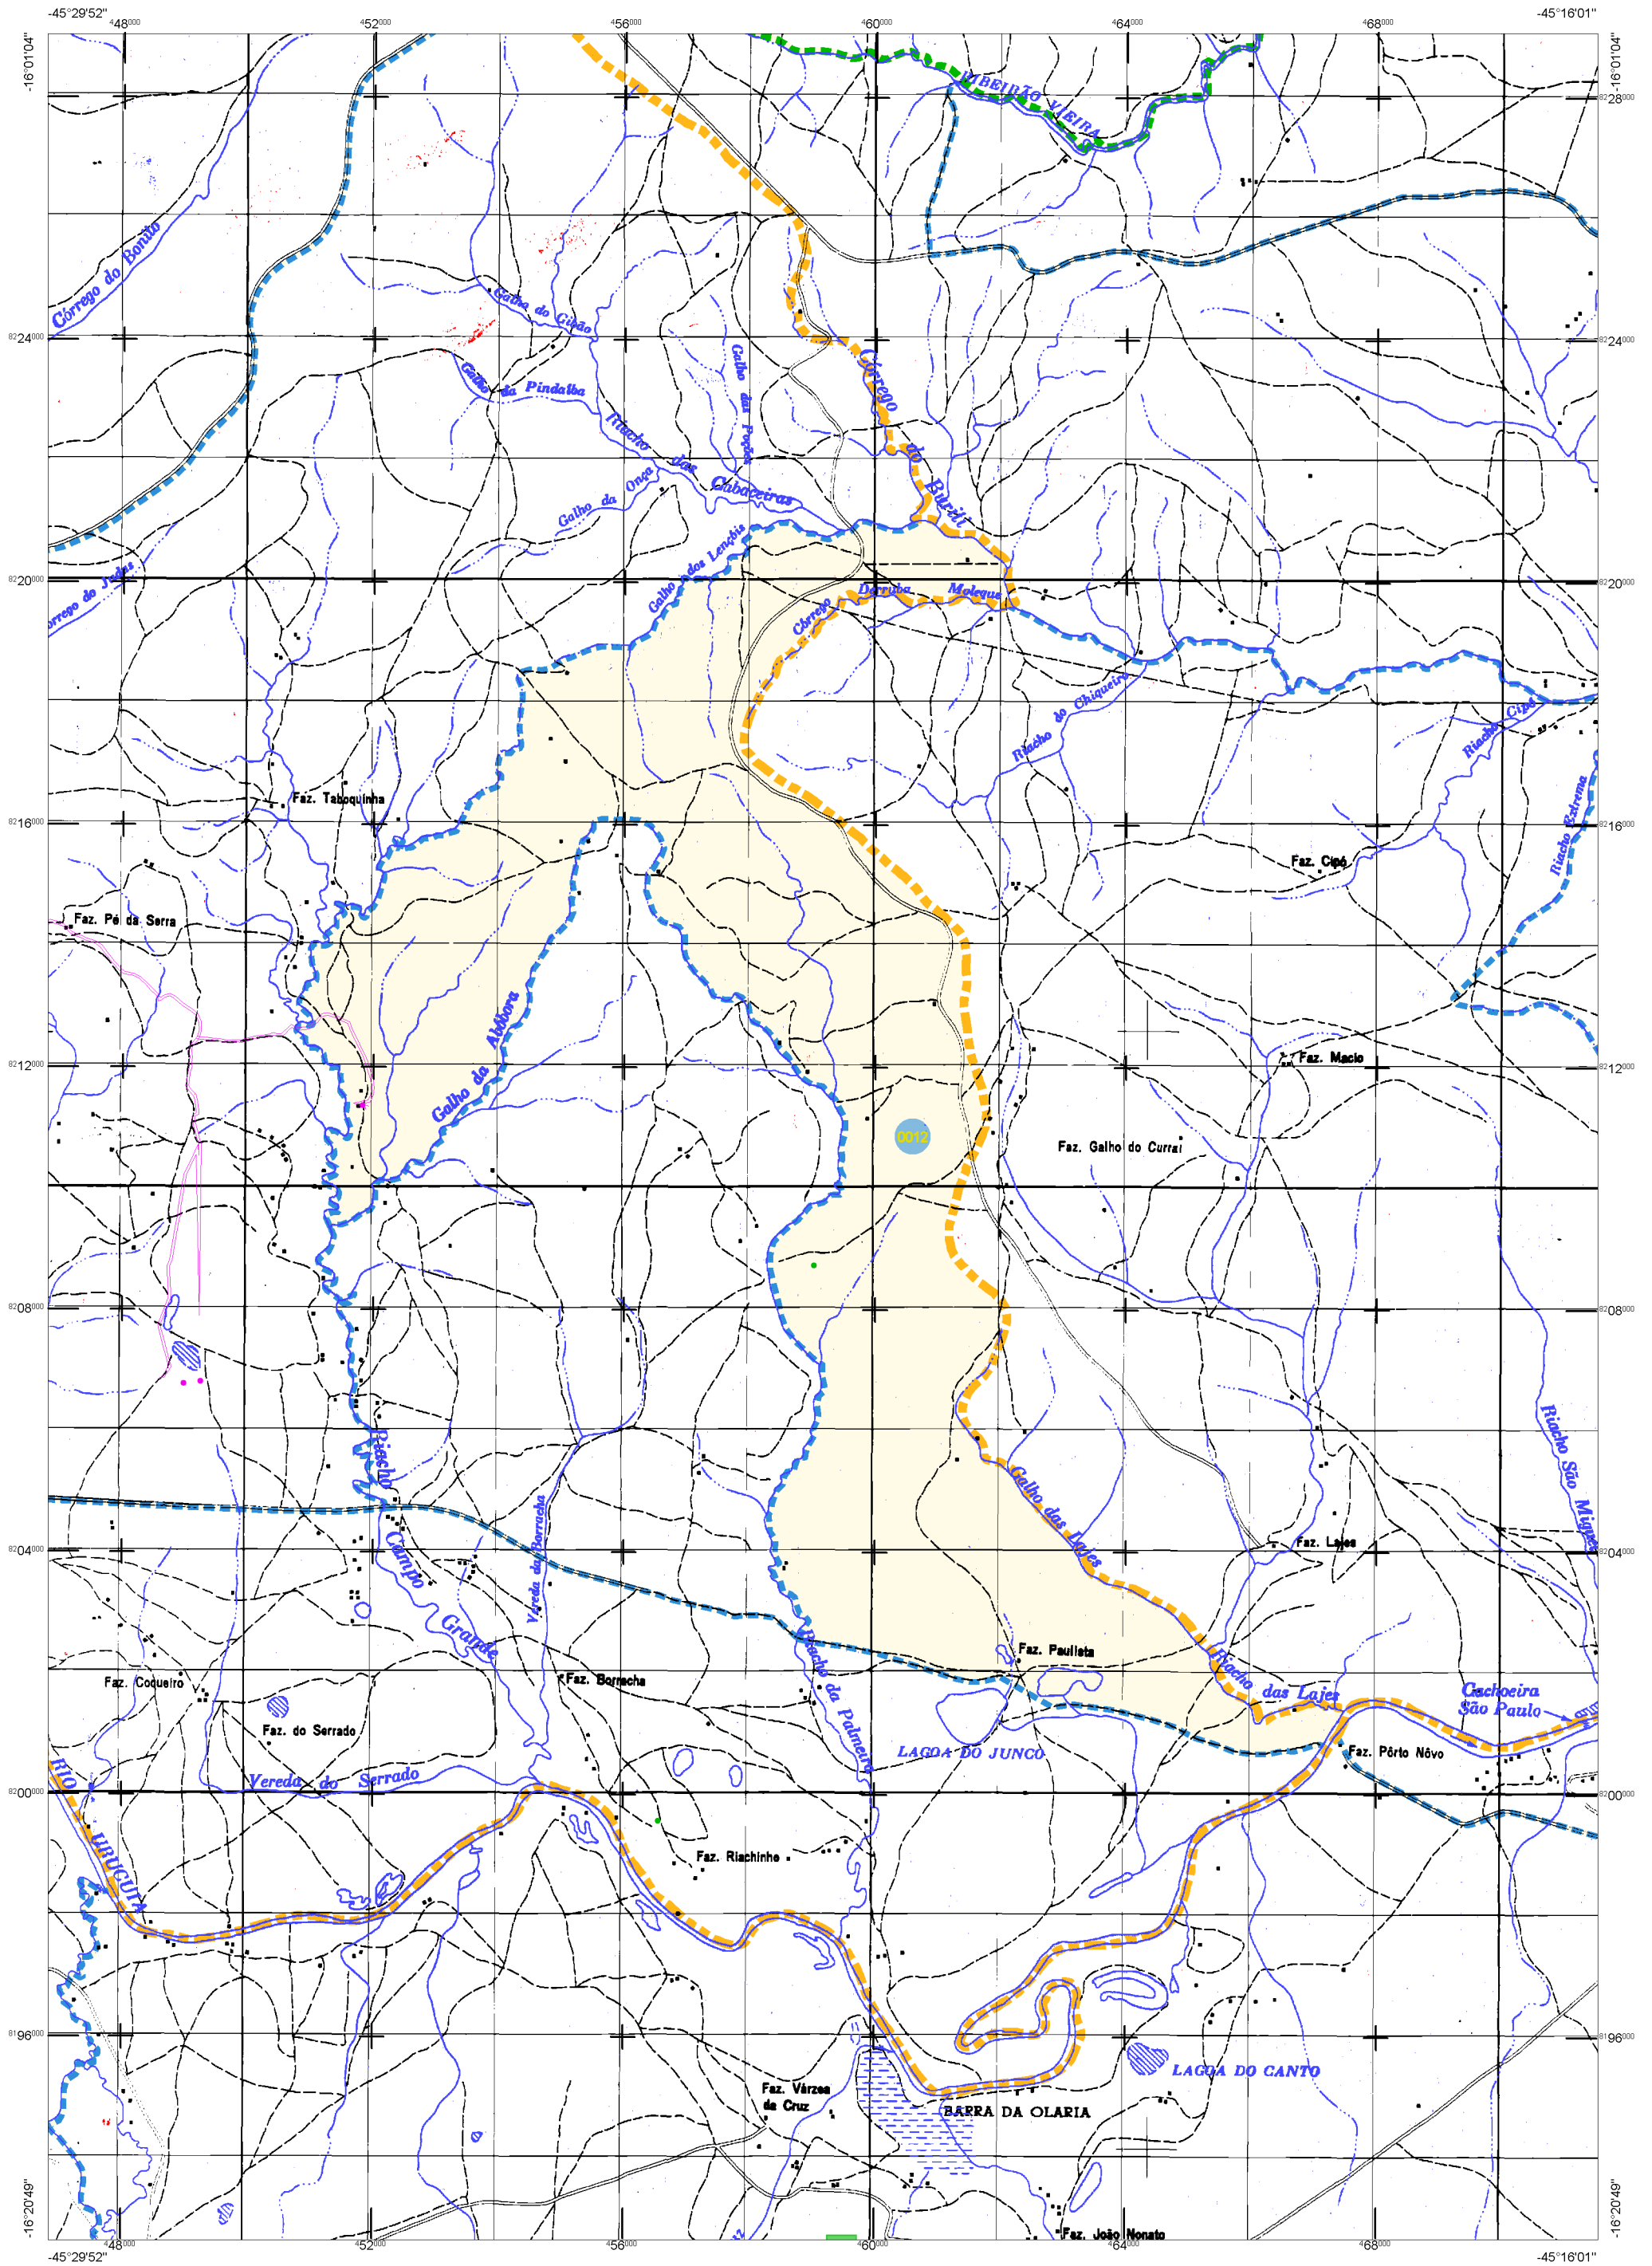 -45°29'52"
-45°16'01"
448000
452000
456000
460000
464000
468000
-16°01'04"
-16°01'04"
8228000
8228000
RIBEIRÃO VIEIRA
Córrego do Bonito
Galho do Gibão
8224000
8224000
Galho da Pindaíba
Galho das Poções
Córrego do Buriti
Riacho das Cabaceiras
Galho da Onça
Galho dos Lençóis
8220000
8220000
Córrego Derruba Moleque
Riacho do Chiqueiro
Riacho Cipó
Riacho Extrema
Faz. Taboquinha
8216000
8216000
Faz. Cipó
Faz. Pé da Serra
Galho da Abóbora
8212000
8212000
Faz. Macio
0012
Faz. Galho do Curral
8208000
8208000
Riacho Campo Grande
Riacho São Miguel
Galho das Lajes
Vereda da Borracha
8204000
8204000
Faz. Lajes
Faz. Paulista
Riacho da Palmeira
Riacho das Lajes
Faz. Coqueiro
Faz. Borracha
Cachoeira
São Paulo
Faz. do Serrado
LAGOA DO JUNCO
Faz. Pôrto Nôvo
RIO URUCUIA
Vereda do Serrado
8200000
8200000
Faz. Riachinho
8196000
8196000
LAGOA DO CANTO
Faz. Várzea
da Cruz
BARRA DA OLARIA
Faz. João Nonato
-16°20'49"
-16°20'49"
448000
452000
456000
460000
464000
468000
-45°29'52"
-45°16'01"